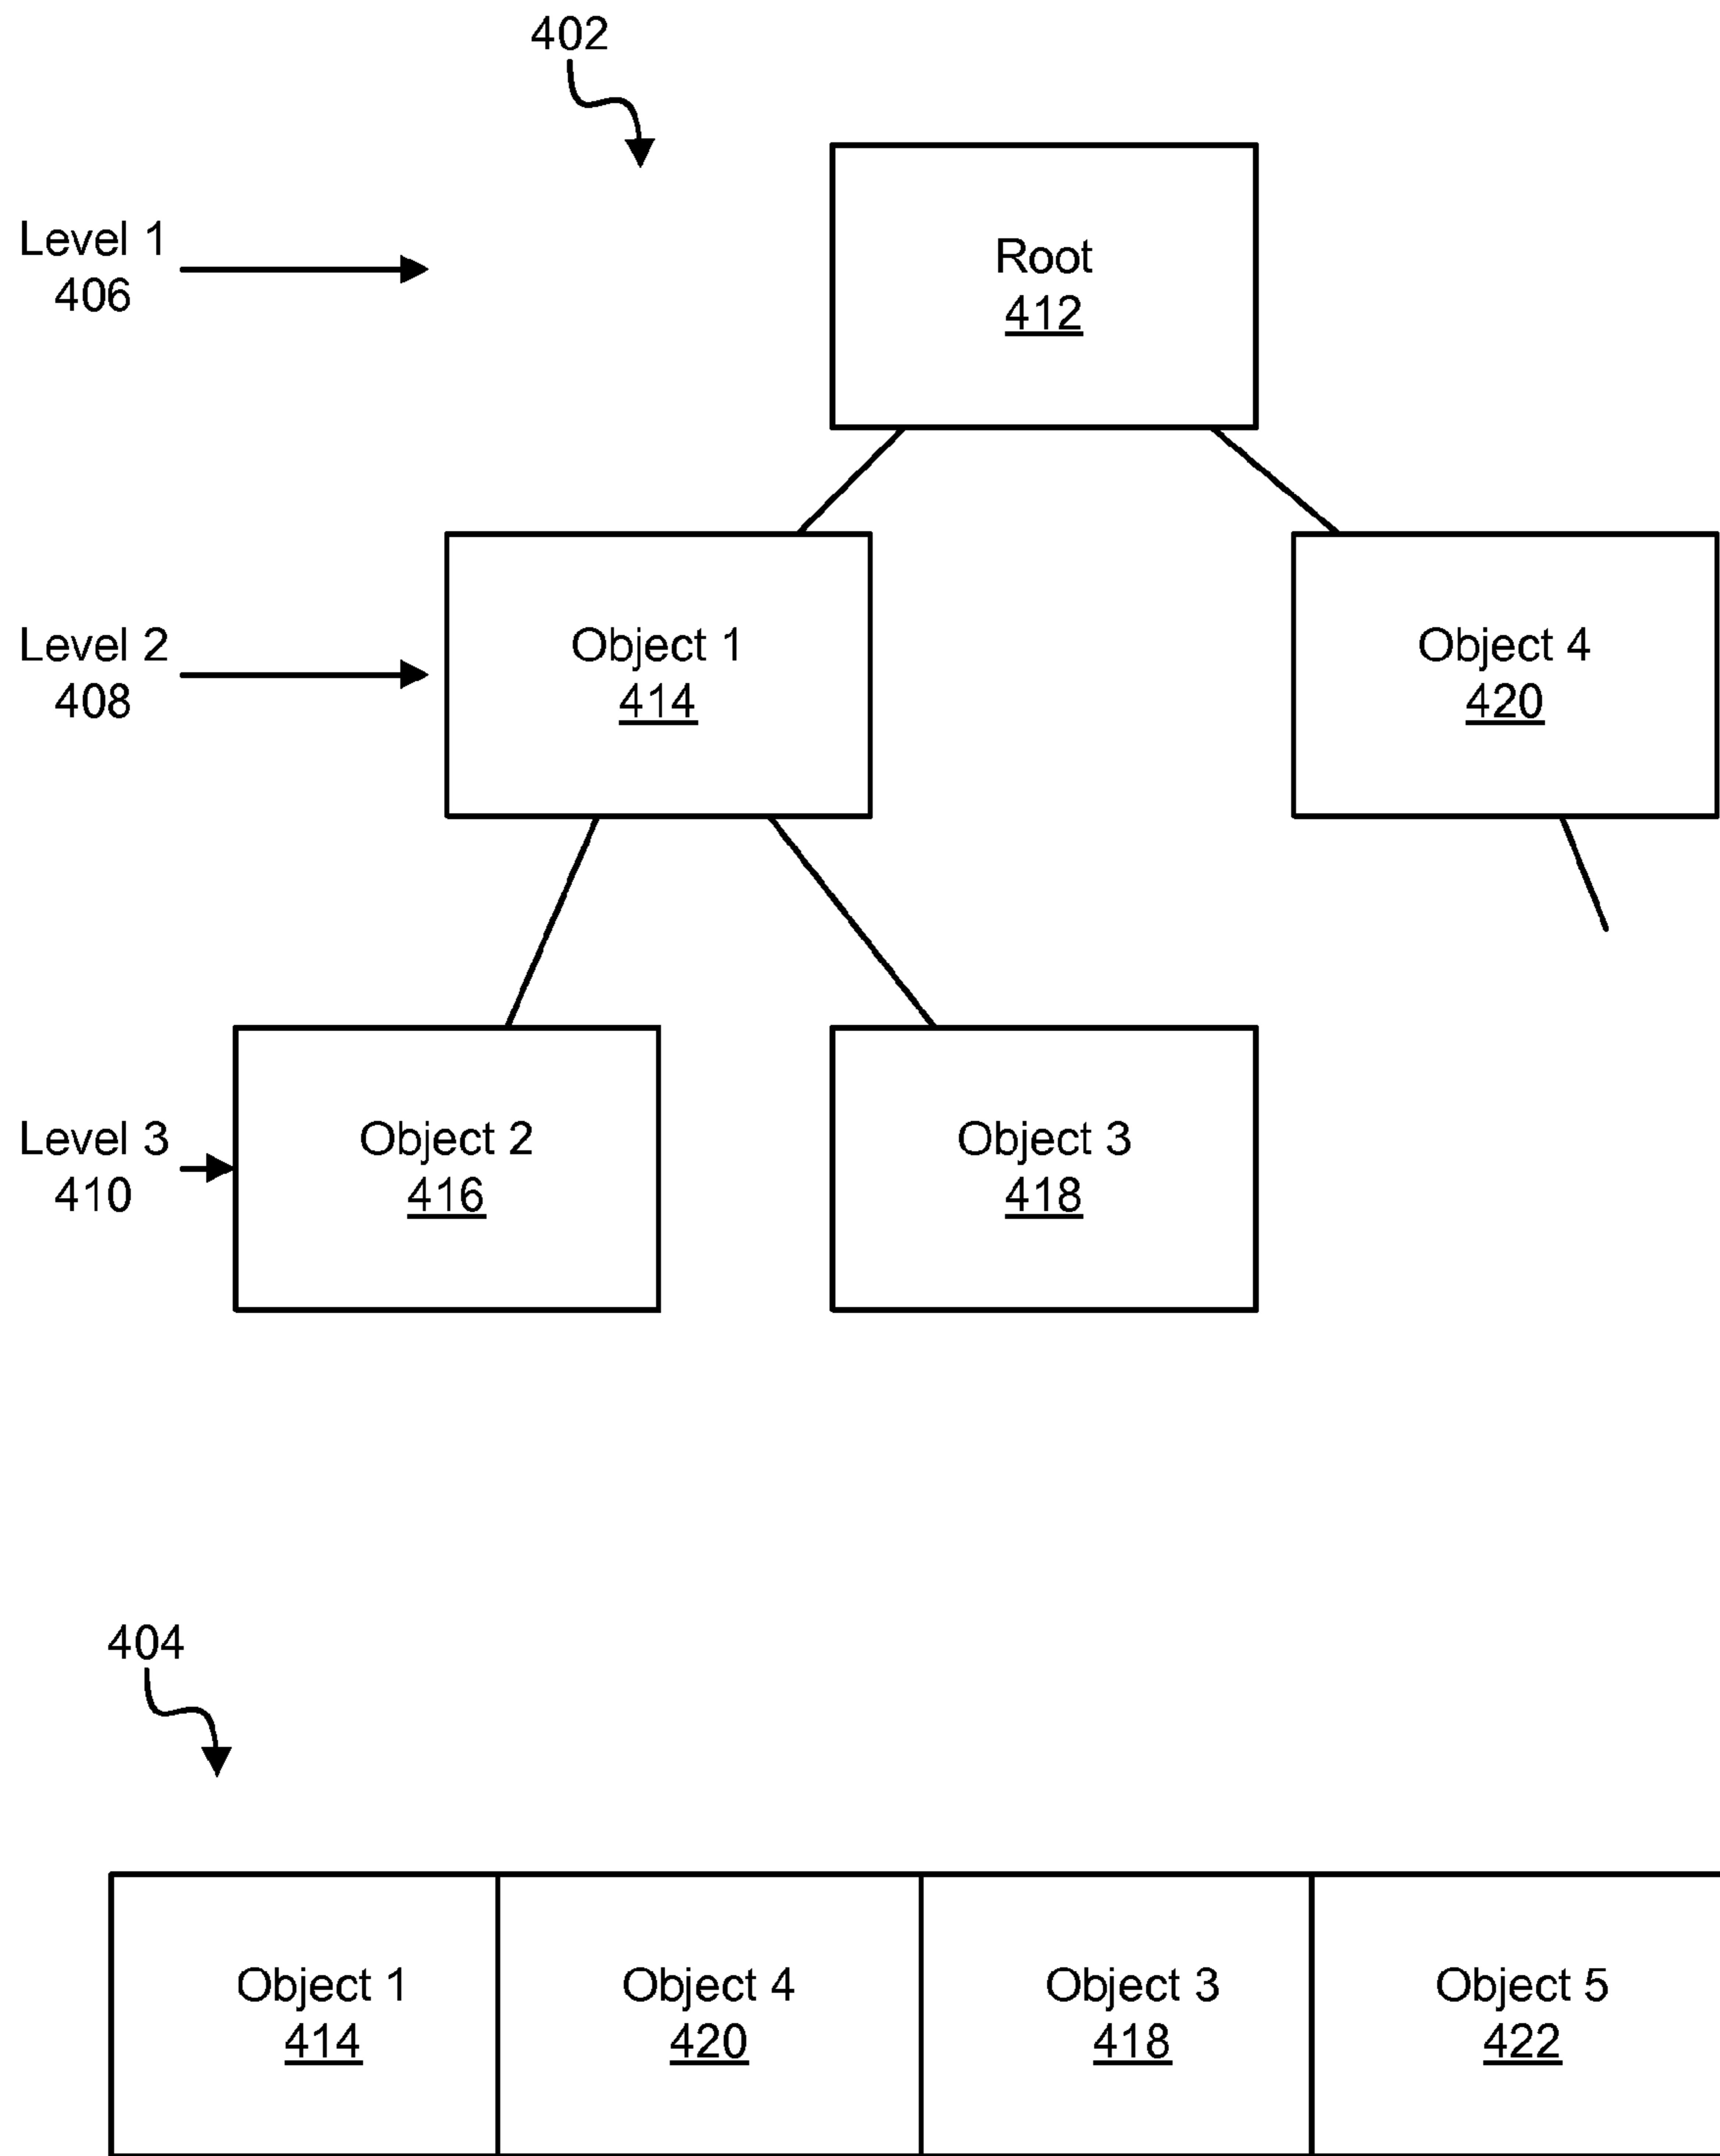 402
Level 1
406
Root
412
Level 2
408
Object 1
414
Object 4
420
Level 3
410
Object 2
416
Object 3
418
404
Object 1
414
Object 4
420
Object 3
418
Object 5
422